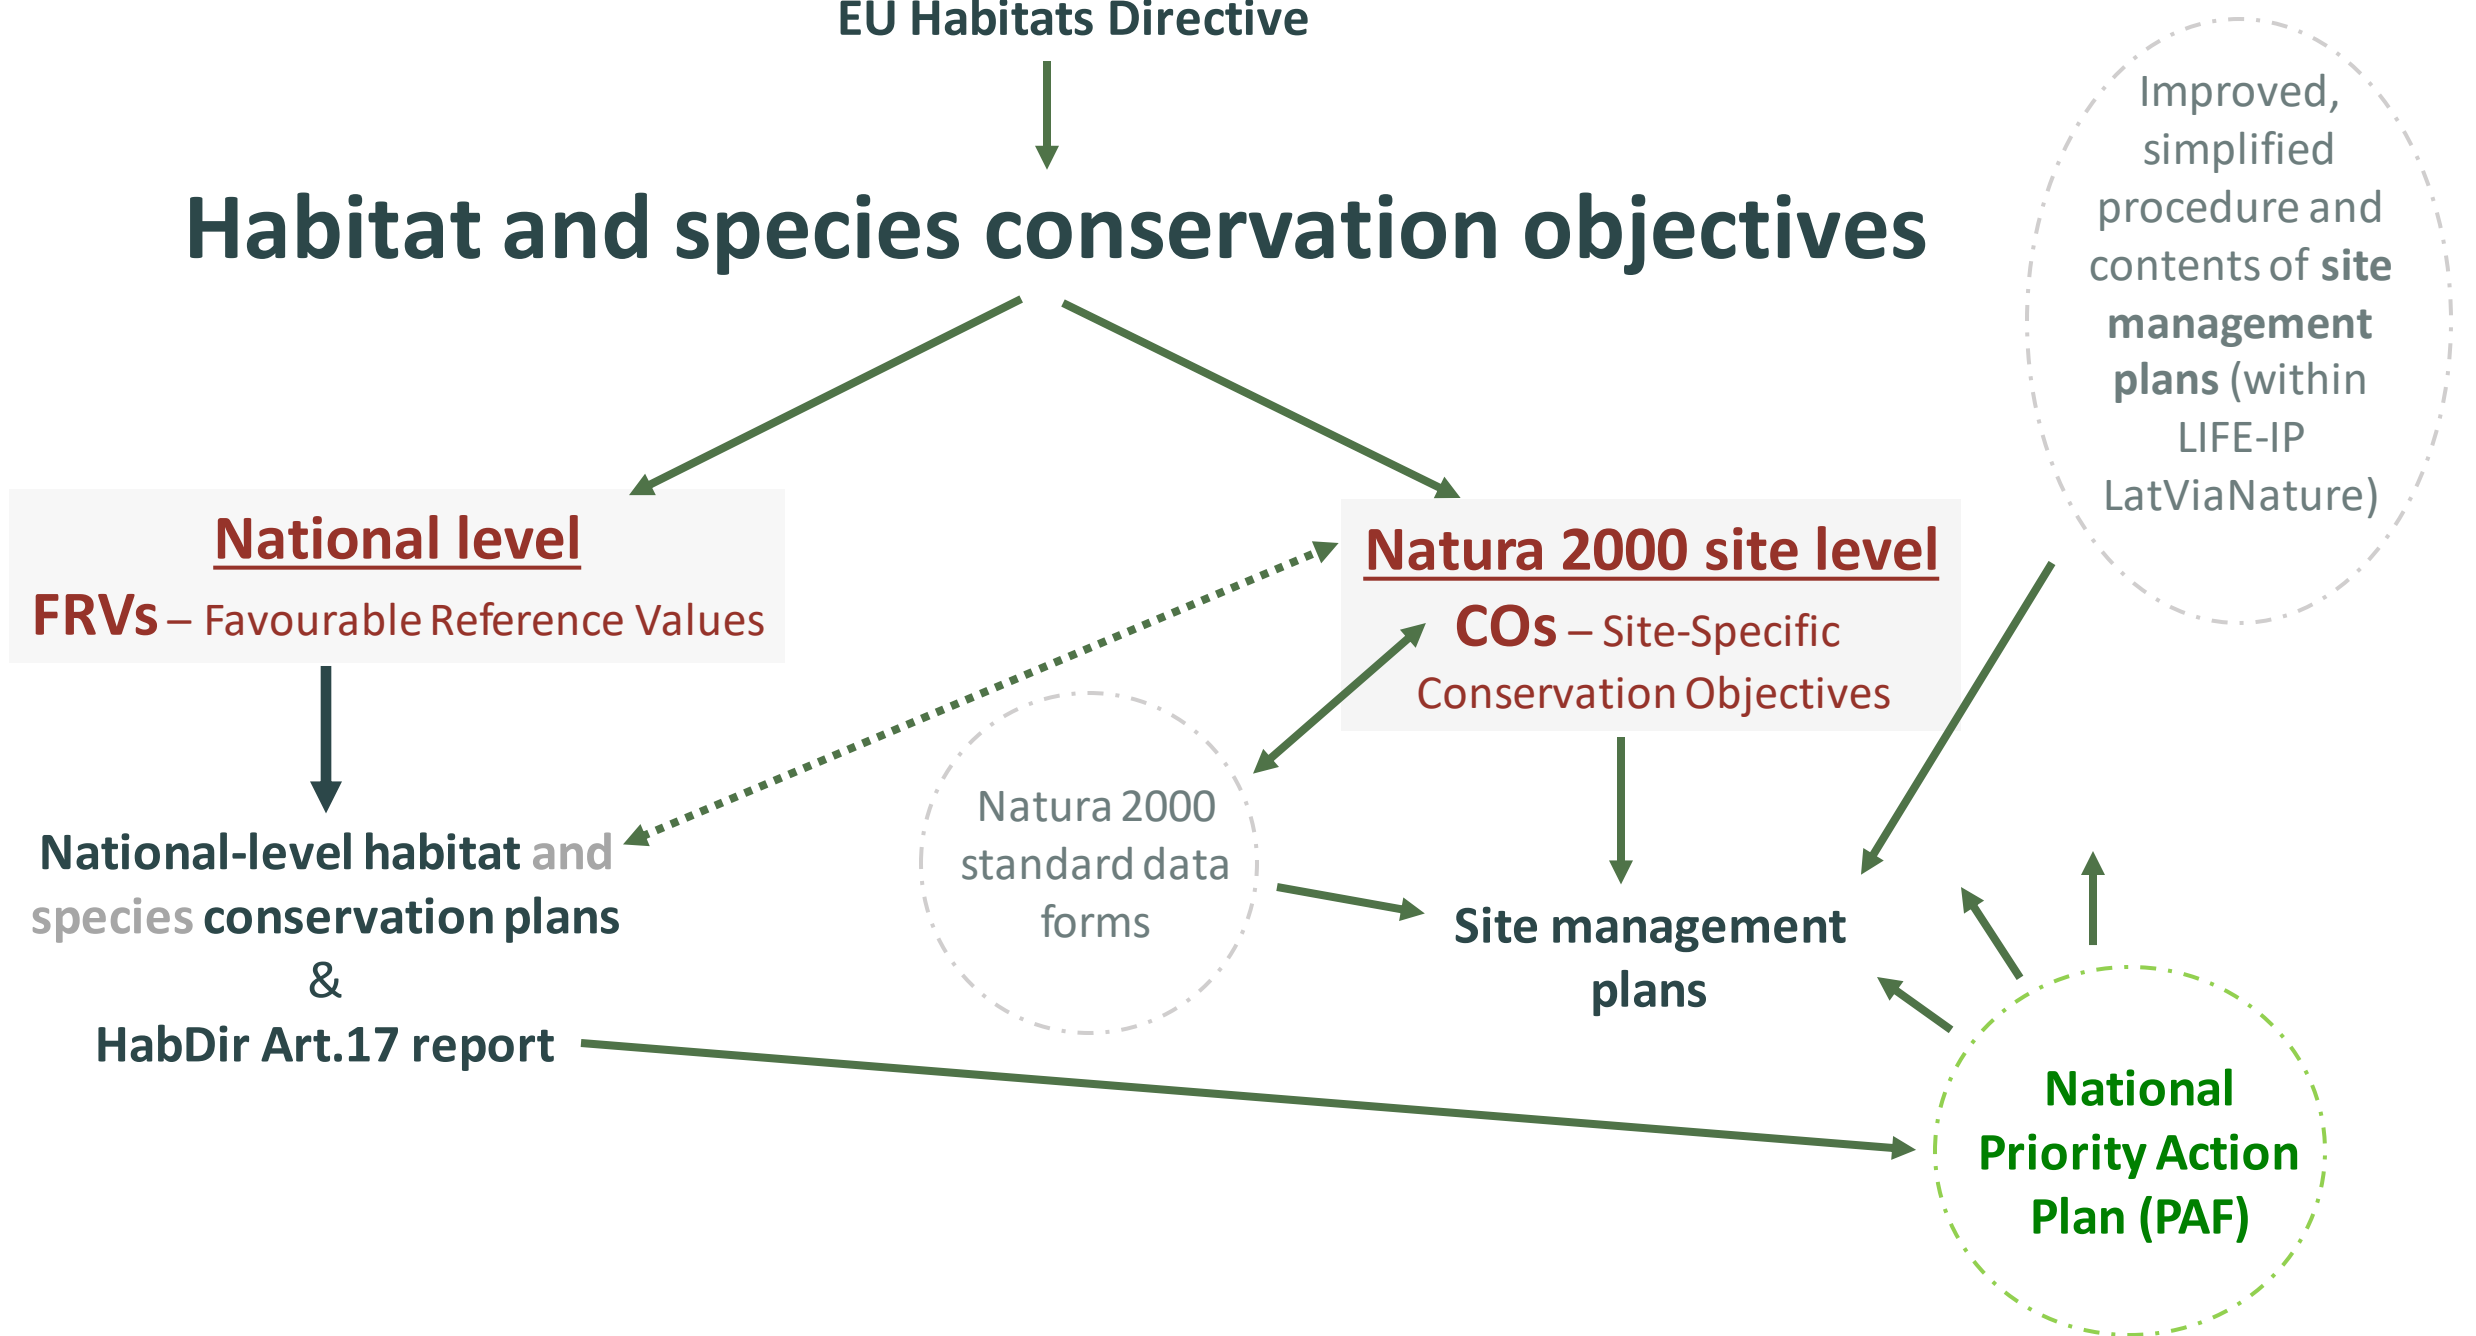 EU Habitats Directive
Habitat and species conservation objectives
Improved,
simplified
procedure and
contents of site
management
plans (within
LIFE-IP
LatViaNature)
National level
FRVs – Favourable Reference Values
Natura 2000 site level
COs – Site-Specific
Conservation Objectives
National-level habitat and
species conservation plans
&
HabDir Art.17 report
Natura 2000
standard data
forms
Site management
plans
National
Priority Action
Plan (PAF)